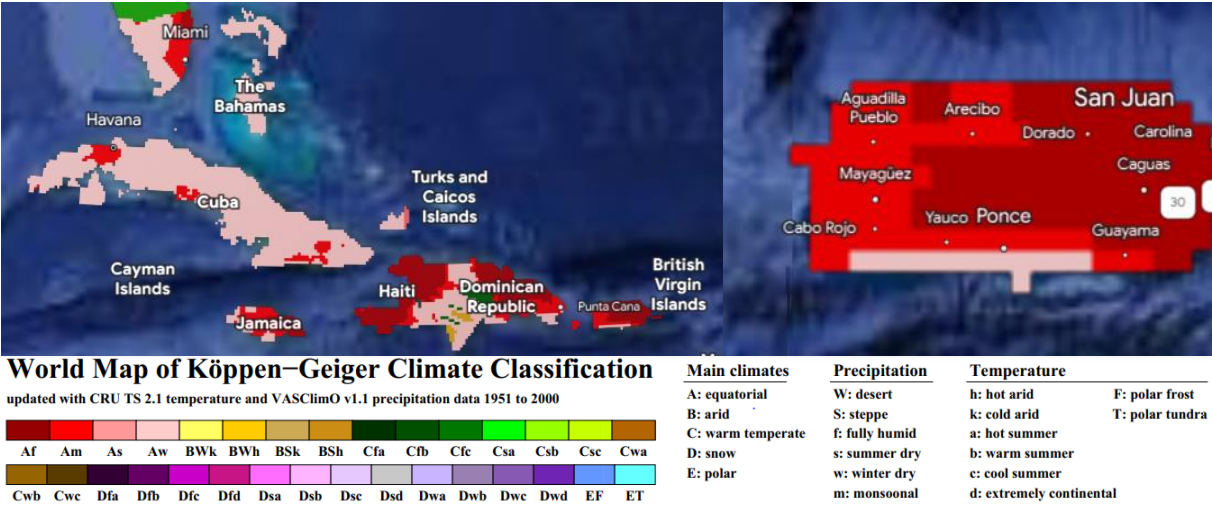 Miami
The
Bahamas
Havana
Cuba
Turks and
Caicos
Islands
Cayman
Islands
Haiti
Dominican
Republic
British
Virgin
Islands
Punta Cana
Jamaica
Aguadilla
Pueblo
Arecibo
San Juan
Dorado
Carolina
Mayagüez
Caguas
30
Cabo Rojo
Yauco
Ponce
Guayama
World Map of Köppen−Geiger Climate Classification
updated with CRU TS 2.1 temperature and VASClimO v1.1 precipitation data 1951 to 2000
Af Am As Aw BWk BWh BSk BSh Cfa Cfb Cfc Csa Csb Csc Cwa
Cwb Cwc Dfa Dfb Dfc Dfd Dsa Dsb Dsc Dsd Dwa Dwb Dwc Dwd EF ET
Main climates
A: equatorial
B: arid
C: warm temperate
D: snow
E: polar
Precipitation
W: desert
S: steppe
f: fully humid
s: summer dry
w: winter dry
m: monsoonal
Temperature
h: hot arid
k: cold arid
a: hot summer
b: warm summer
c: cool summer
d: extremely continental
F: polar frost
T: polar tundra